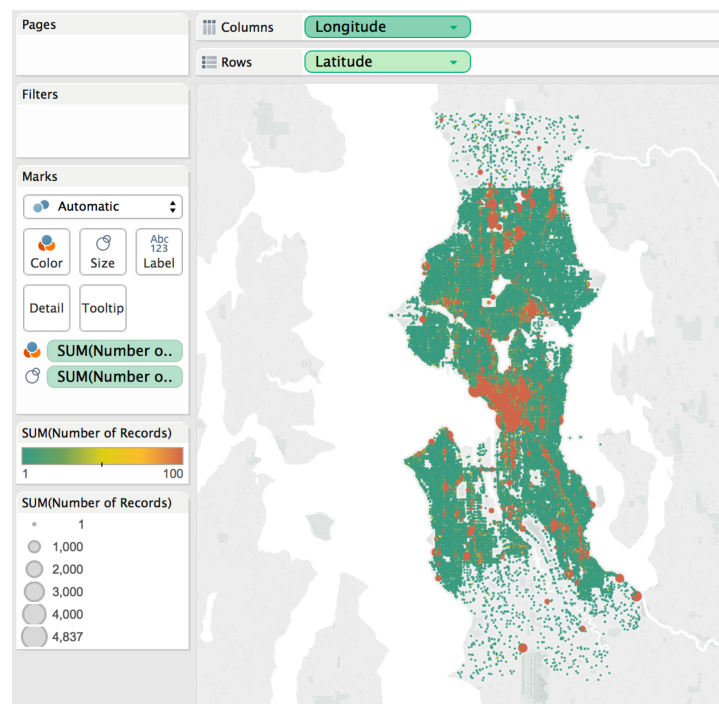 Pages
Columns
Longitude
Rows
Latitude
Filters
Marks
Automatic
Color
Size
Abc
123
Label
Detail
Tooltip
SUM(Number o..
SUM(Number o..
SUM(Number of Records)
1
100
SUM(Number of Records)
1
1,000
2,000
3,000
4,000
4,837